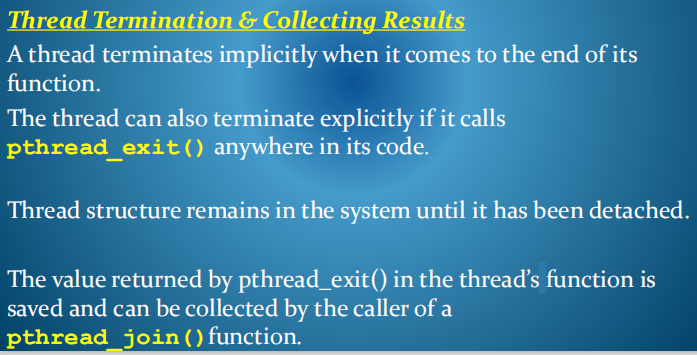 Thread Termination & Collecting Results
A thread terminates implicitly when it comes to the end of its
function.
The thread can also terminate explicitly if it calls
pthread_exit() anywhere in its code.
Thread structure remains in the system until it has been detached.
The value returned by pthread_exit() in the thread’s function is
saved and can be collected by the caller of a
pthread_join()function.